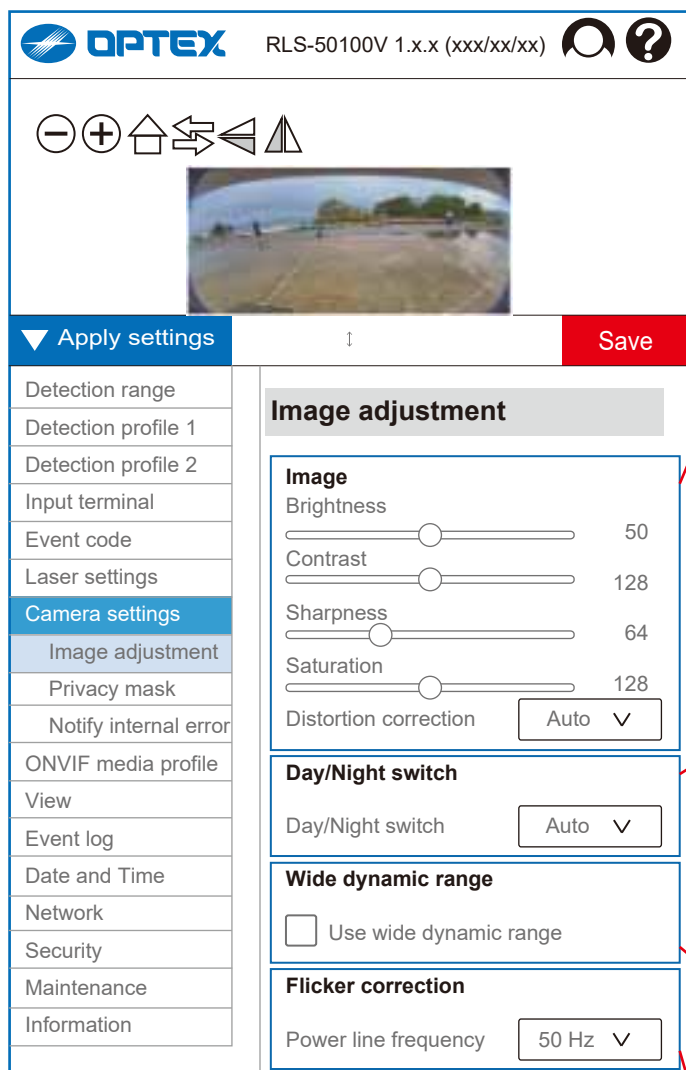 OPTEX RLS-50100V 1.x.x (xxx/xx/xx) ?
Apply settings Save
Detection range
Detection profile 1
Detection profile 2
Input terminal
Event code
Laser settings
Camera settings
Image adjustment
Privacy mask
Notify internal error
ONVIF media profile
View
Event log
Date and Time
Network
Security
Maintenance
Information
Image adjustment
Image
Brightness
50
Contrast
128
Sharpness
64
Saturation
128
Distortion correction Auto
Day/Night switch
Day/Night switch Auto
Wide dynamic range
Use wide dynamic range
Flicker correction
Power line frequency 50 Hz